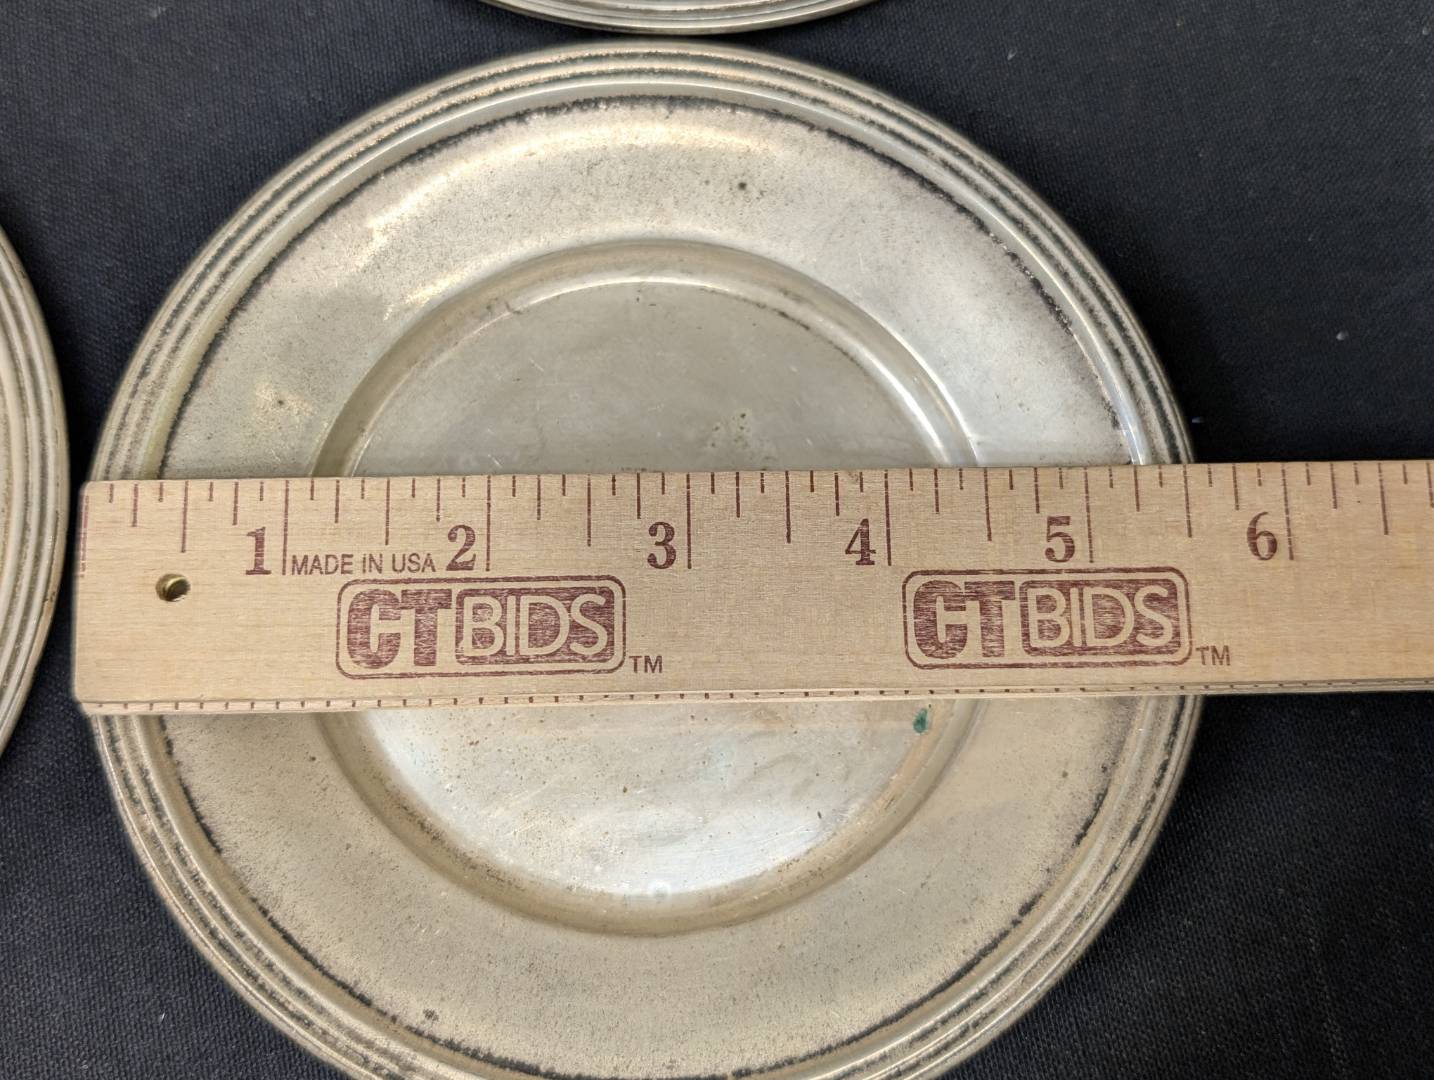 1 2 3 4 5 6
MADE IN USA
CTBIDS TM CTBIDS TM